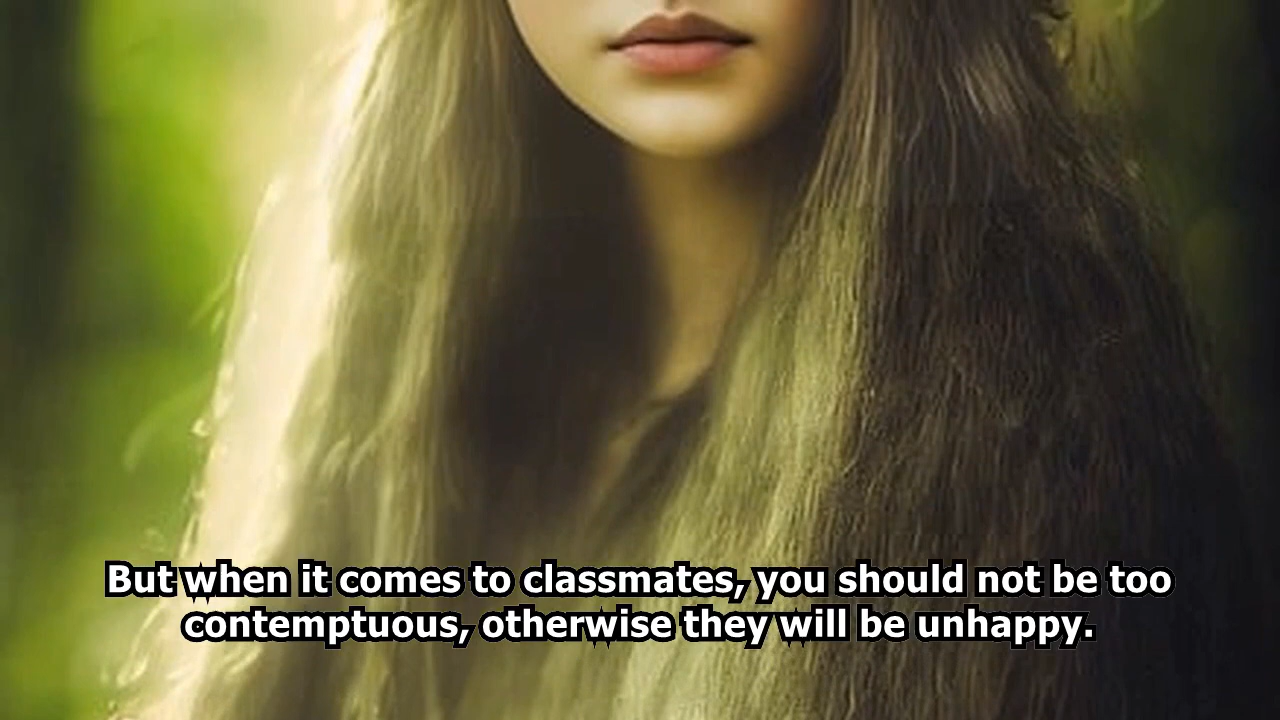 But when it comes to classmates, you should not be too
contemptuous, otherwise they will be unhappy.